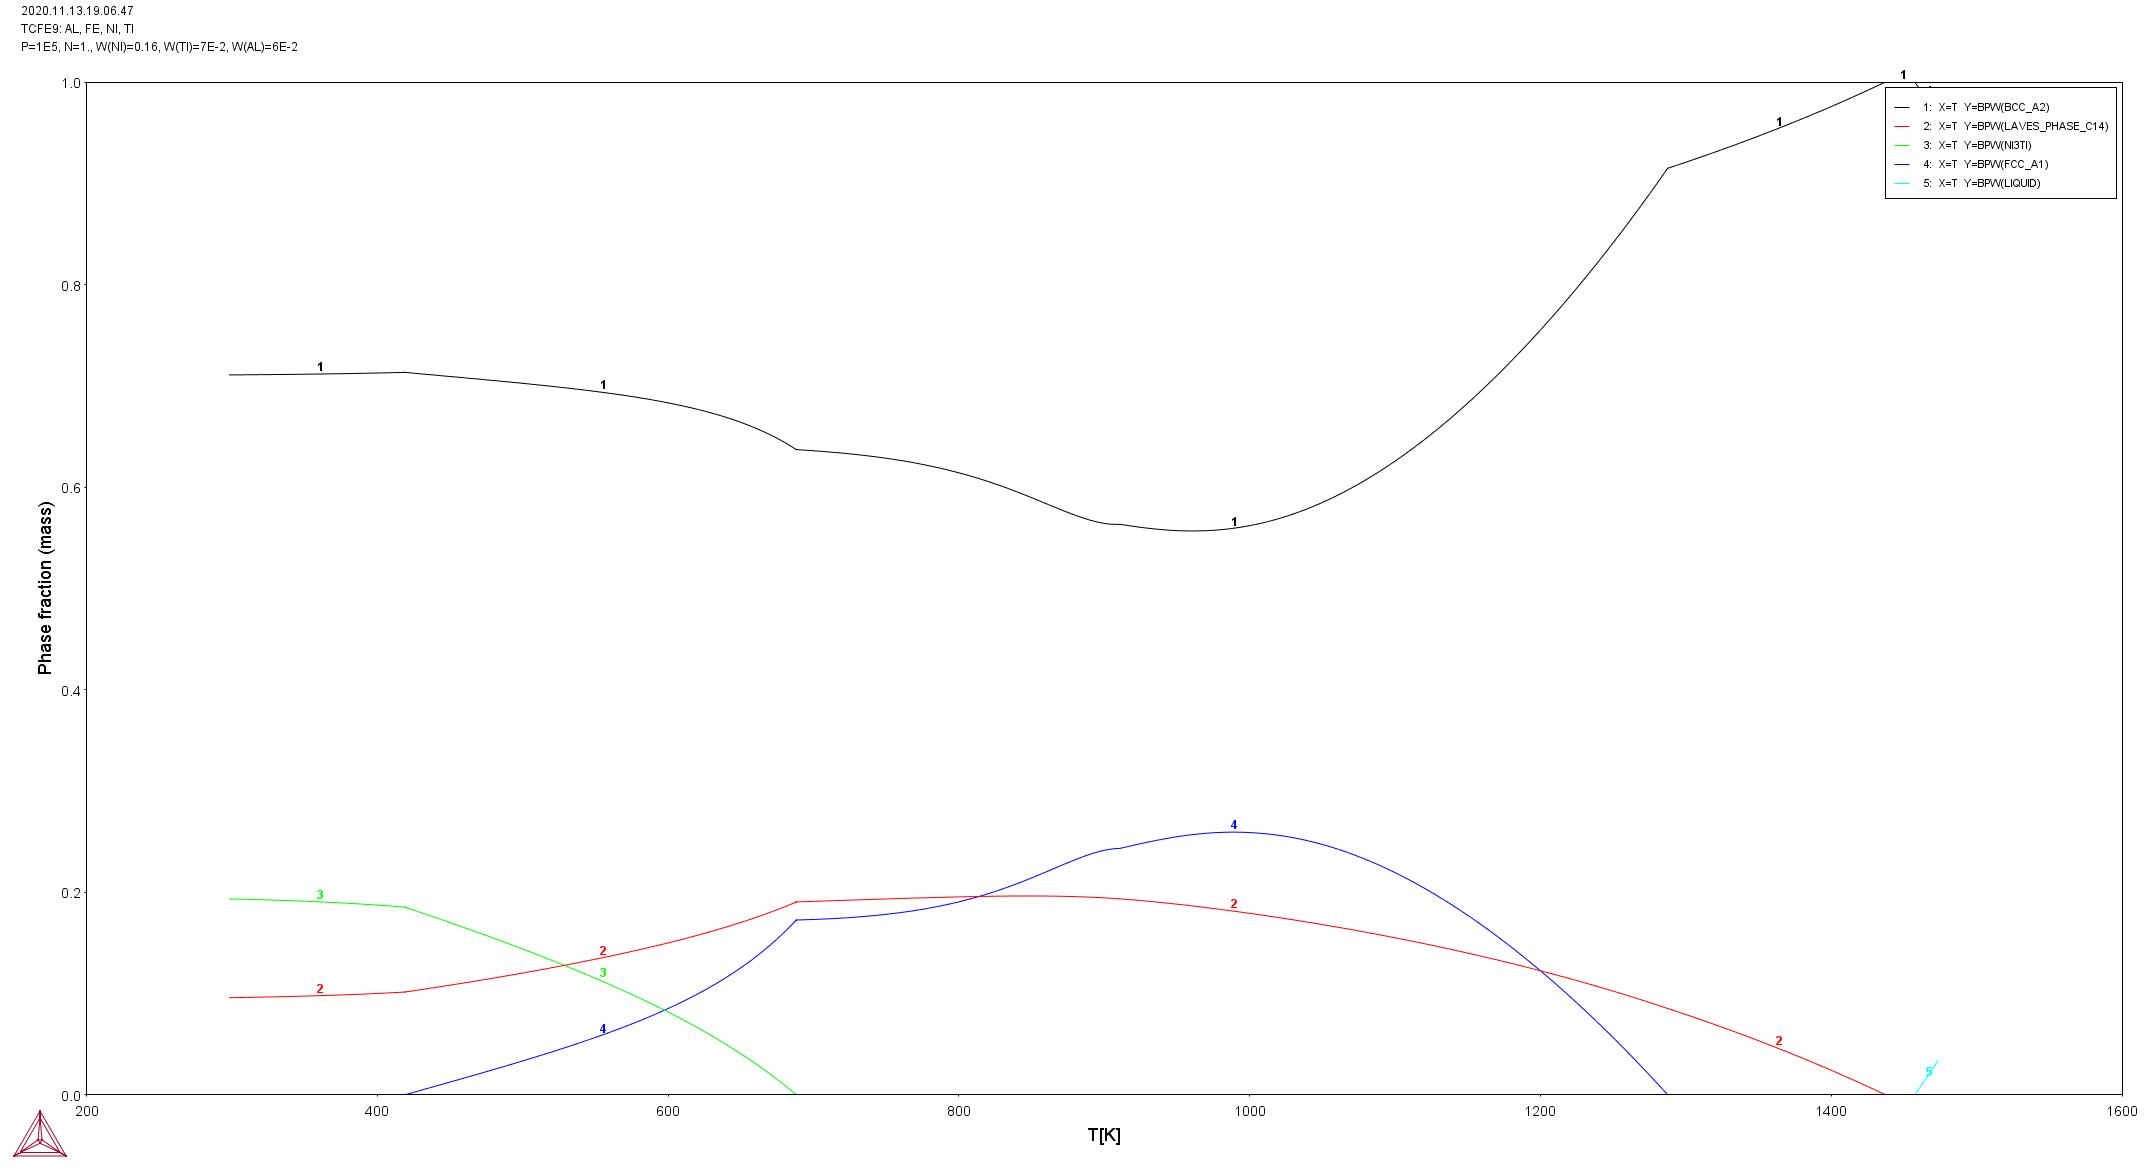 2020.11.13.19.06.47
TCFE9: AL, FE, NI, TI
P=1E5, N=1., W(NI)=0.16, W(TI)=7E-2, W(AL)=6E-2
1.0
0.8
0.6
0.4
0.2
0.0
Phase fraction (mass)
1
1
1
1
1
2
2
2
2
3
3
4
4
5
1: X=T Y=BPW(BCC_A2)
2: X=T Y=BPW(LAVES_PHASE_C14)
3: X=T Y=BPW(NI3TI)
4: X=T Y=BPW(FCC_A1)
5: X=T Y=BPW(LIQUID)
200 400 600 800 1000 1200 1400 1600
T[K]